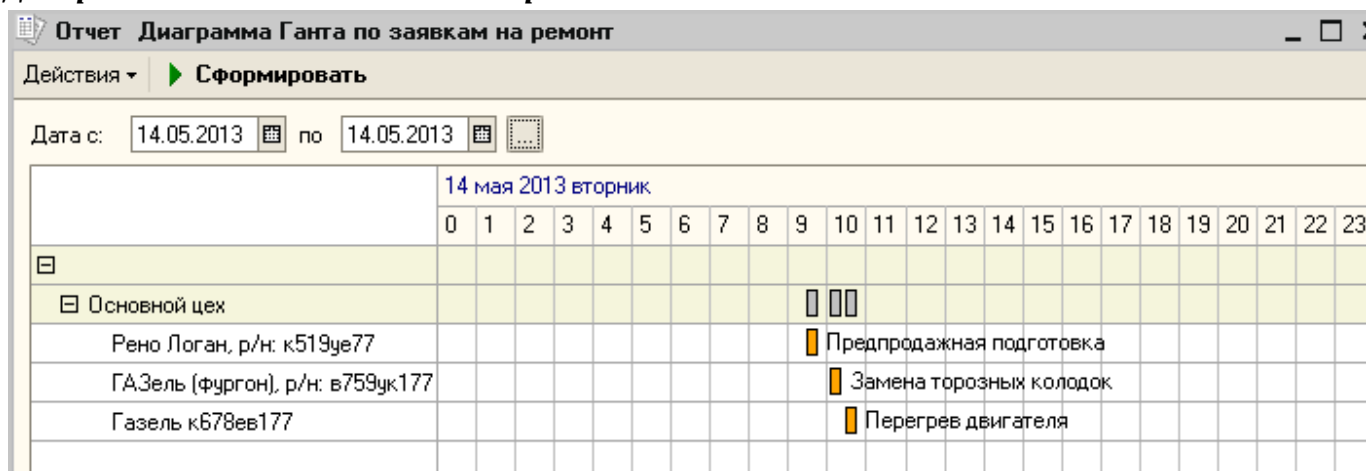 Отчет Диаграмма Ганта по заявкам на ремонт
Действия Сформировать
Дата с: 14.05.2013 по 14.05.2013 ...
14 мая 2013 вторник
0 1 2 3 4 5 6 7 8 9 10 11 12 13 14 15 16 17 18 19 20 21 22 23
Основной цех
Рено Логан, р/н: к519уе77 Предпродажная подготовка
ГАЗель (фургон), р/н: в759ук177 Замена торозных колодок
Газель к678ев177 Перегрев двигателя